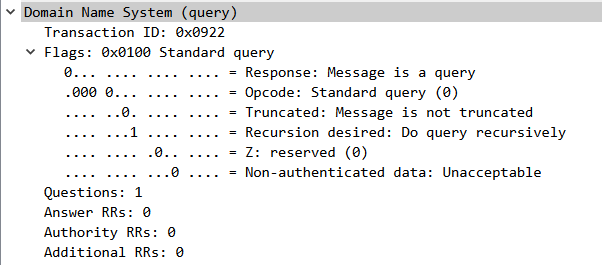 Domain Name System (query)
Transaction ID: 0x0922
Flags: 0x0100 Standard query
0... .... .... .... = Response: Message is a query
.000 0... .... .... = Opcode: Standard query (0)
.... ..0. .... .... = Truncated: Message is not truncated
.... ...1 .... .... = Recursion desired: Do query recursively
.... .... .0.. .... = Z: reserved (0)
.... .... ...0 .... = Non-authenticated data: Unacceptable
Questions: 1
Answer RRs: 0
Authority RRs: 0
Additional RRs: 0